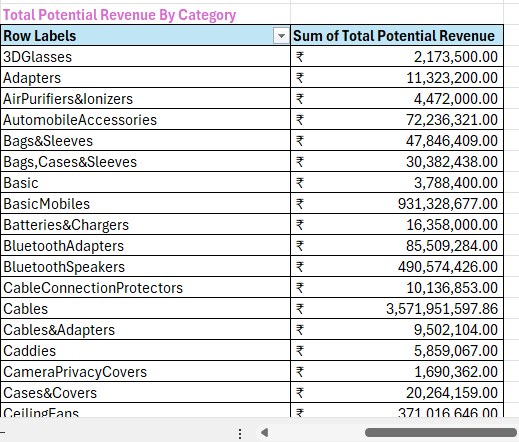 Total Potential Revenue By Category
Row Labels Sum of Total Potential Revenue
3DGlasses ₹ 2,173,500.00
Adapters ₹ 11,323,200.00
AirPurifiers&Ionizers ₹ 4,472,000.00
AutomobileAccessories ₹ 72,236,321.00
Bags&Sleeves ₹ 47,846,409.00
Bags,Cases&Sleeves ₹ 30,382,438.00
Basic ₹ 3,788,400.00
BasicMobiles ₹ 931,328,677.00
Batteries&Chargers ₹ 16,358,000.00
BluetoothAdapters ₹ 85,509,284.00
BluetoothSpeakers ₹ 490,574,426.00
CableConnectionProtectors ₹ 10,136,853.00
Cables ₹ 3,571,951,597.86
Cables&Adapters ₹ 9,502,104.00
Caddies ₹ 5,859,067.00
CameraPrivacyCovers ₹ 1,690,362.00
Cases&Covers ₹ 20,264,159.00
CeilingFans ₹ 371,016,646.00